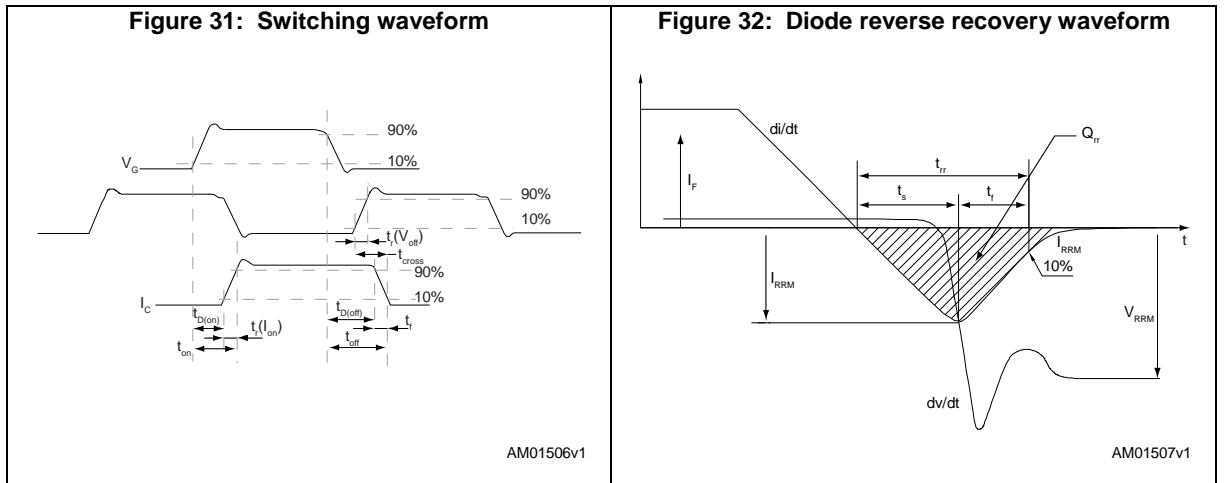 Figure 31: Switching waveform
90%
V_G
10%
90%
10%
t_r(V_off)
t_cross
90%
I_C
10%
t_D(on)
t_r(I_on)
t_on
t_D(off)
t_f
t_off
AM01506v1
Figure 32: Diode reverse recovery waveform
di/dt
Q_rr
t_rr
I_F
t_s
t_f
t
I_RRM
10%
I_RRM
V_RRM
dv/dt
AM01507v1